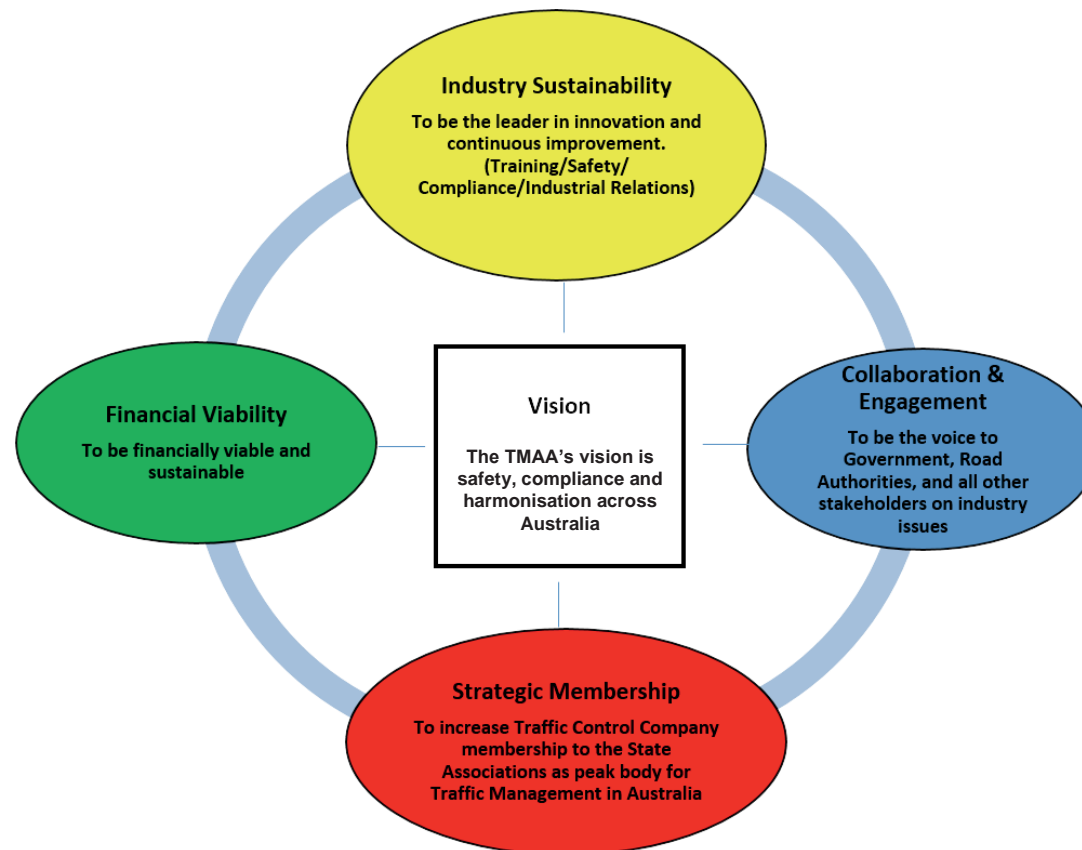 Industry Sustainability
To be the leader in innovation and
continuous improvement.
(Training/Safety/
Compliance/Industrial Relations)
Financial Viability
To be financially viable and
sustainable
Vision
The TMAA’s vision is
safety, compliance and
harmonisation across
Australia
Collaboration &
Engagement
To be the voice to
Government, Road
Authorities, and all other
stakeholders on industry
issues
Strategic Membership
To increase Traffic Control Company
membership to the State
Associations as peak body for
Traffic Management in Australia